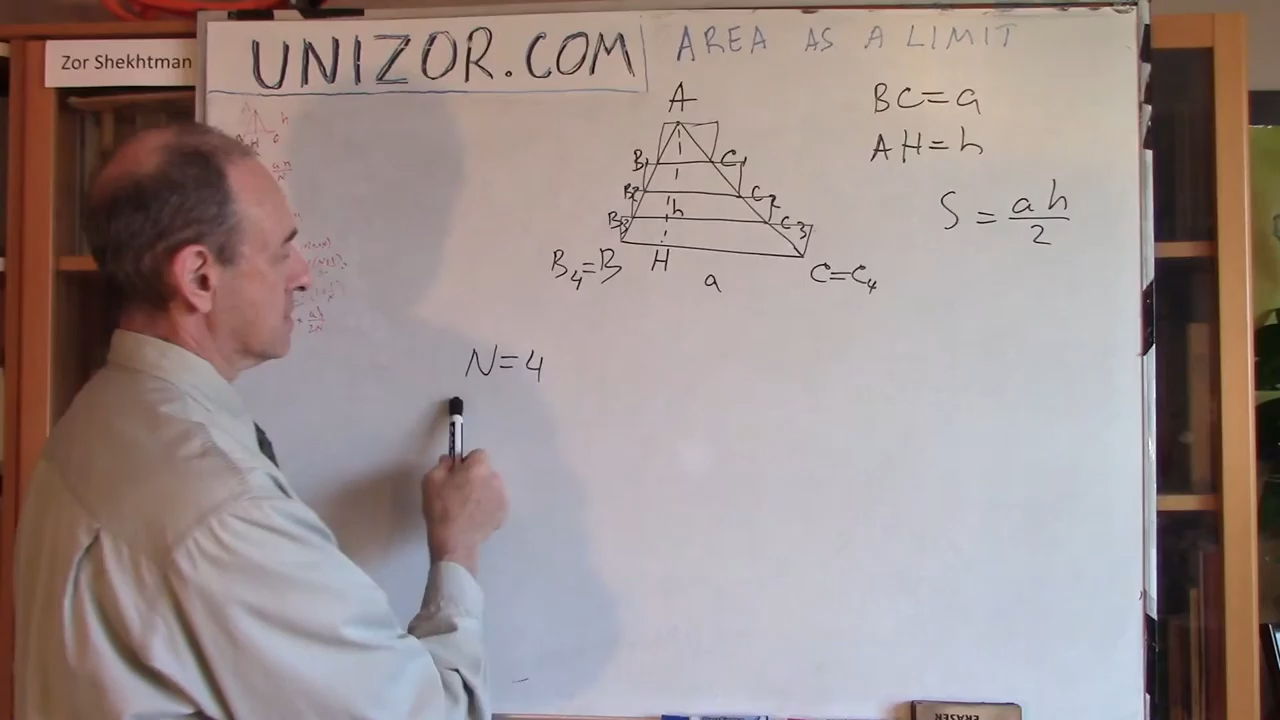 Zor Shekhtman
UNIZOR.COM
AREA AS A LIMIT
A
BC=a
AH=h
S = ah/2
B1 C1
B2 C2
h
B3 C3
B4=B H C=C4
a
N=4
ERASER